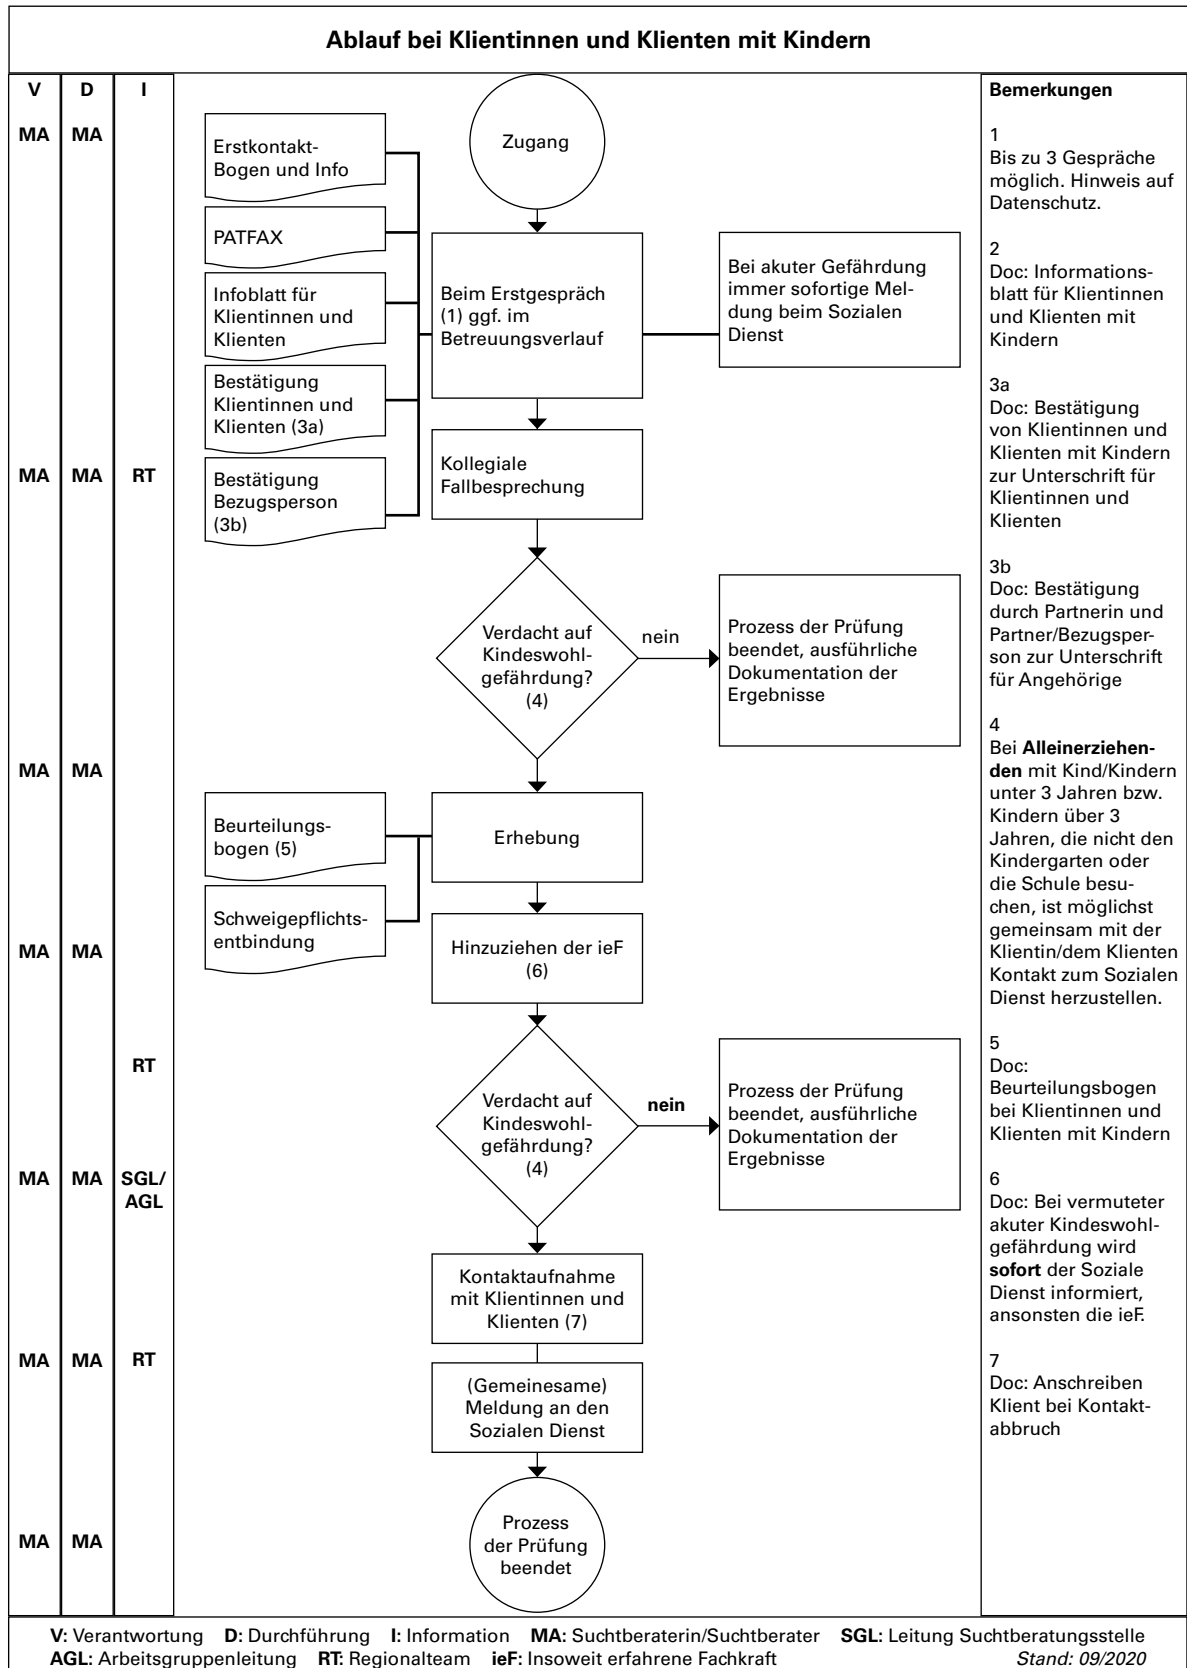 Ablauf bei Klientinnen und Klienten mit Kindern
V D I
MA MA
MA MA RT
MA MA
MA MA
RT
MA MA SGL/
AGL
MA MA RT
MA MA
Zugang
Erstkontakt-
Bogen und Info
PATFAX
Infoblatt für
Klientinnen und
Klienten
Bestätigung
Klientinnen und
Klienten (3a)
Bestätigung
Bezugsperson
(3b)
Beim Erstgespräch
(1) ggf. im
Betreuungsverlauf
Bei akuter Gefährdung
immer sofortige Mel-
dung beim Sozialen
Dienst
Kollegiale
Fallbesprechung
Verdacht auf
Kindeswohl-
gefährdung?
(4)
nein
Prozess der Prüfung
beendet, ausführliche
Dokumentation der
Ergebnisse
Beurteilungs-
bogen (5)
Schweigepflichts-
entbindung
Erhebung
Hinzuziehen der ieF
(6)
Verdacht auf
Kindeswohl-
gefährdung?
(4)
nein
Prozess der Prüfung
beendet, ausführliche
Dokumentation der
Ergebnisse
Kontaktaufnahme
mit Klientinnen und
Klienten (7)
(Gemeinesame)
Meldung an den
Sozialen Dienst
Prozess
der Prüfung
beendet
Bemerkungen
1
Bis zu 3 Gespräche
möglich. Hinweis auf
Datenschutz.
2
Doc: Informations-
blatt für Klientinnen
und Klienten mit
Kindern
3a
Doc: Bestätigung
von Klientinnen und
Klienten mit Kindern
zur Unterschrift für
Klientinnen und
Klienten
3b
Doc: Bestätigung
durch Partnerin und
Partner/Bezugsper-
son zur Unterschrift
für Angehörige
4
Bei Alleinerziehen-
den mit Kind/Kindern
unter 3 Jahren bzw.
Kindern über 3
Jahren, die nicht den
Kindergarten oder
die Schule besu-
chen, ist möglichst
gemeinsam mit der
Klientin/dem Klienten
Kontakt zum Sozialen
Dienst herzustellen.
5
Doc:
Beurteilungsbogen
bei Klientinnen und
Klienten mit Kindern
6
Doc: Bei vermuteter
akuter Kindeswohl-
gefährdung wird
sofort der Soziale
Dienst informiert,
ansonsten die ieF.
7
Doc: Anschreiben
Klient bei Kontakt-
abbruch
V: Verantwortung D: Durchführung I: Information MA: Suchtberaterin/Suchtberater SGL: Leitung Suchtberatungsstelle
AGL: Arbeitsgruppenleitung RT: Regionalteam ieF: Insoweit erfahrene Fachkraft Stand: 09/2020